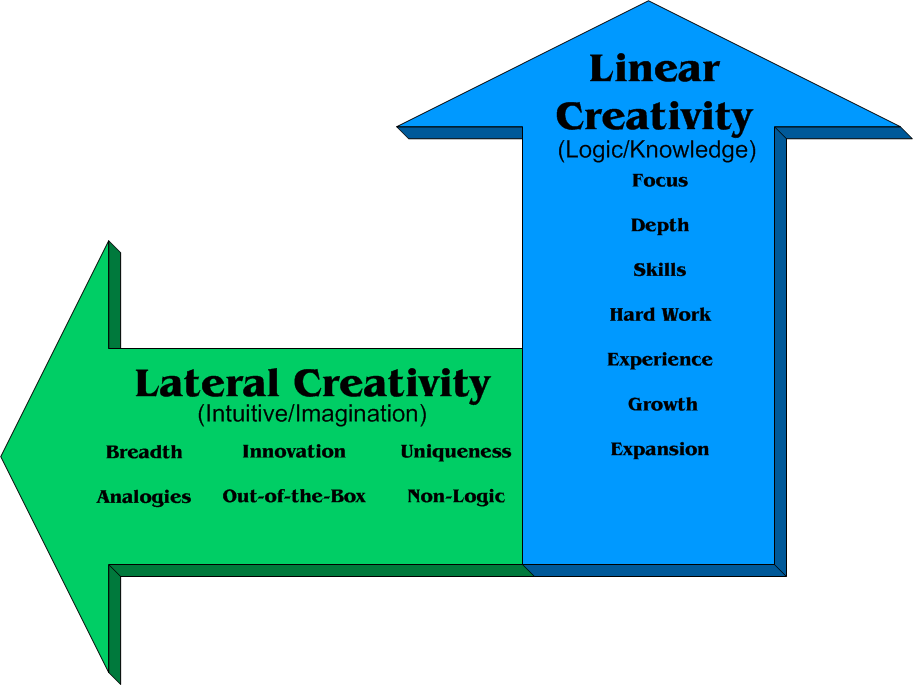 Linear
Creativity
(Logic/Knowledge)
Focus
Depth
Skills
Hard Work
Experience
Growth
Expansion
Lateral Creativity
(Intuitive/Imagination)
Breadth Innovation Uniqueness
Analogies Out-of-the-Box Non-Logic